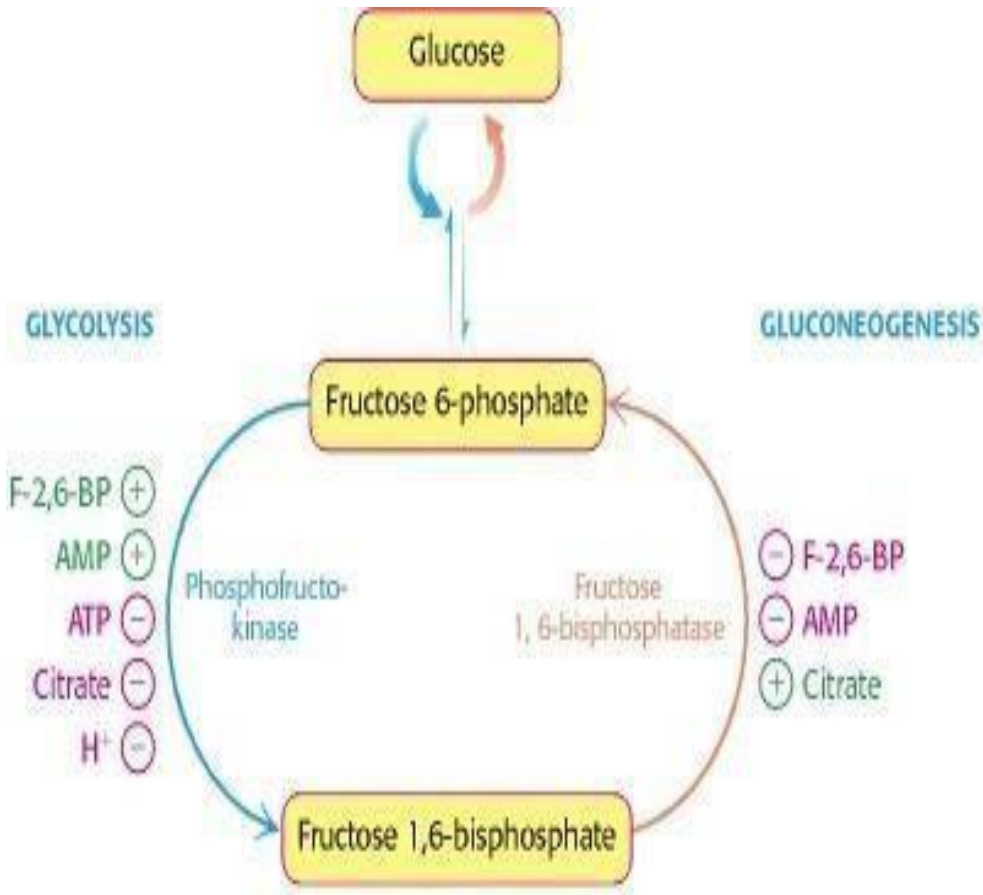 Glucose
GLYCOLYSIS
GLUCONEOGENESIS
Fructose 6-phosphate
F-2,6-BP +
AMP +
ATP −
Citrate −
H⁺ −
Phosphofructo-
kinase
Fructose
1, 6-bisphosphatase
− F-2,6-BP
− AMP
+ Citrate
Fructose 1,6-bisphosphate